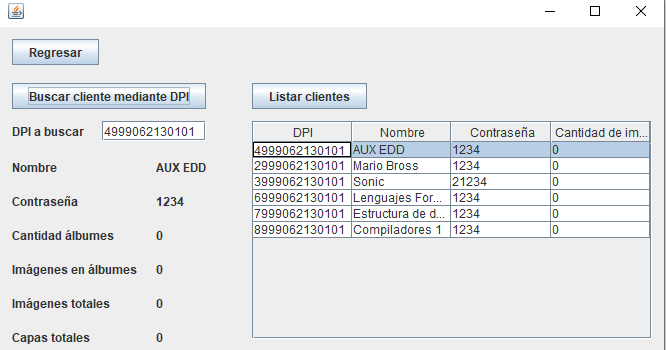 Regresar
Buscar cliente mediante DPI
Listar clientes
DPI a buscar 4999062130101
Nombre AUX EDD
Contraseña 1234
Cantidad álbumes 0
Imágenes en álbumes 0
Imágenes totales 0
Capas totales 0
DPI Nombre Contraseña Cantidad de im...
4999062130101 AUX EDD 1234 0
2999062130101 Mario Bross 1234 0
3999062130101 Sonic 21234 0
6999062130101 Lenguajes For... 1234 0
7999062130101 Estructura de d... 1234 0
8999062130101 Compiladores 1 1234 0